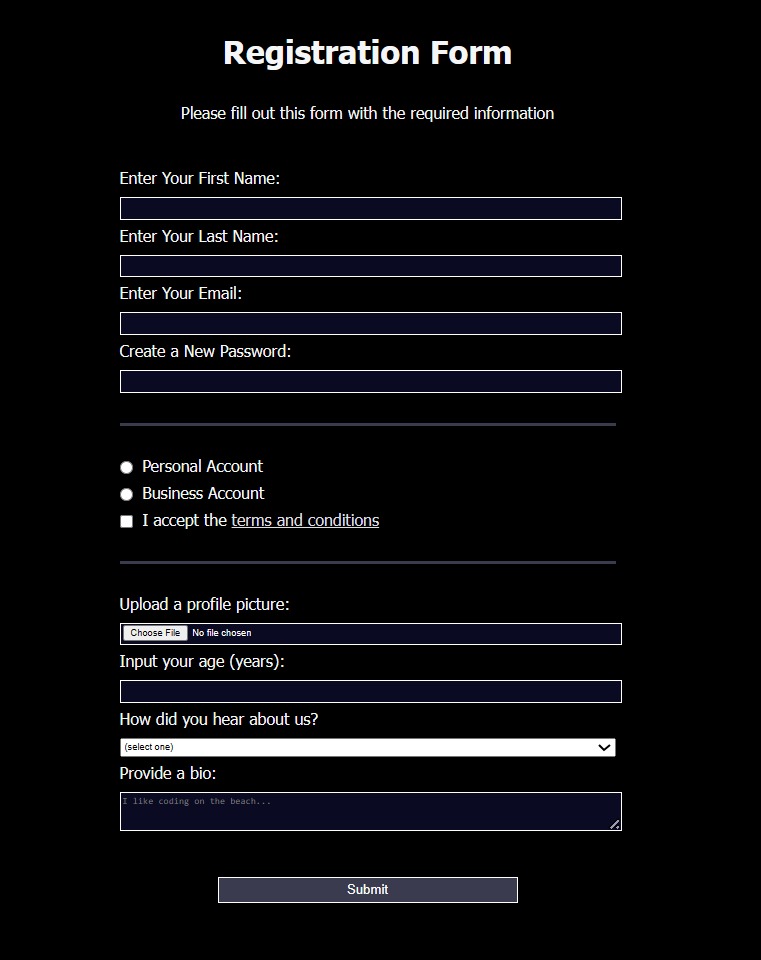 Registration Form
Please fill out this form with the required information
Enter Your First Name:
Enter Your Last Name:
Enter Your Email:
Create a New Password:
Personal Account
Business Account
I accept the terms and conditions
Upload a profile picture:
Choose File No file chosen
Input your age (years):
How did you hear about us?
(select one)
Provide a bio:
I like coding on the beach...
Submit